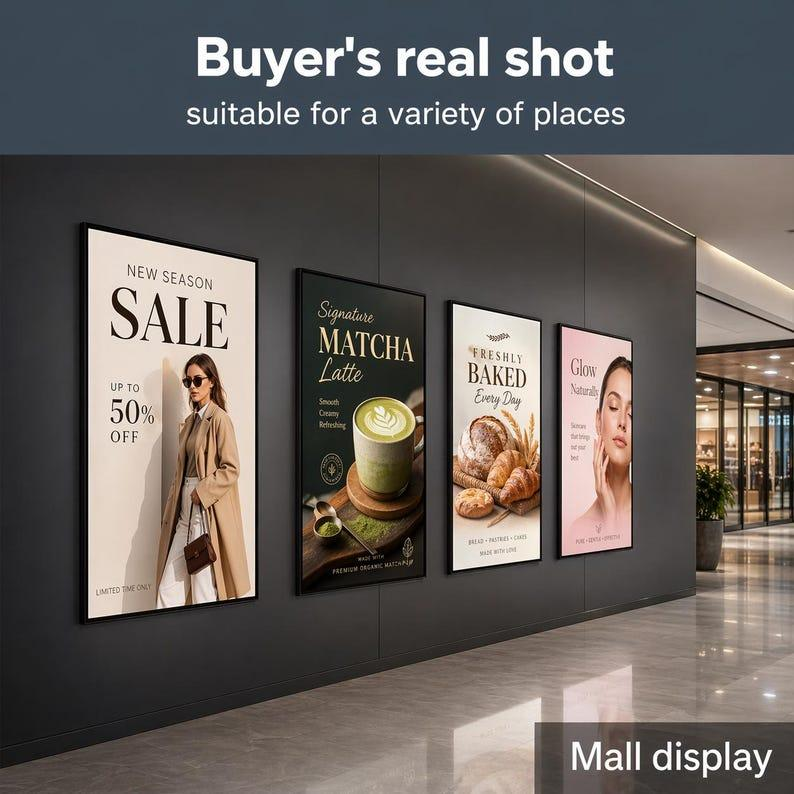 Buyer's real shot
suitable for a variety of places
NEW SEASON
SALE
UP TO
50%
OFF
LIMITED TIME ONLY
Signature
MATCHA
Latte
Smooth
Creamy
Refreshing
MADE WITH
PREMIUM ORGANIC MATCHA
FRESHLY
BAKED
Every Day
BREAD • PASTRIES • CAKES
MADE WITH LOVE
Glow
Naturally
Skincare
that brings
out your
best
PURE • GENTLE • EFFECTIVE
Mall display